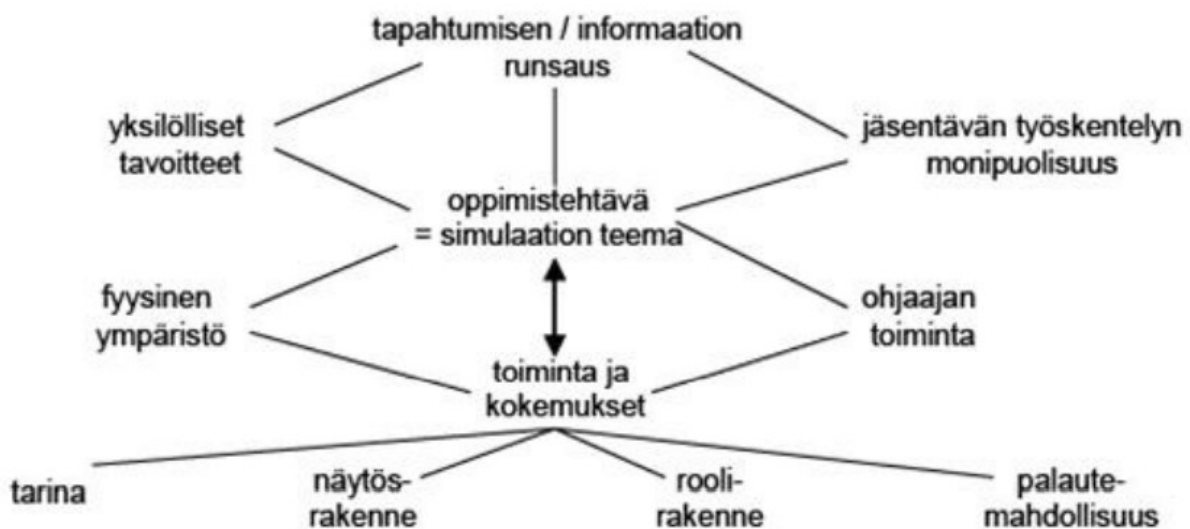 tapahtumisen / informaation
runsaus
yksilölliset
tavoitteet
jäsentävän työskentelyn
monipuolisuus
oppimistehtävä
= simulaation teema
fyysinen
ympäristö
ohjaajan
toiminta
toiminta ja
kokemukset
tarina
näytös-
rakenne
rooli-
rakenne
palaute-
mahdollisuus